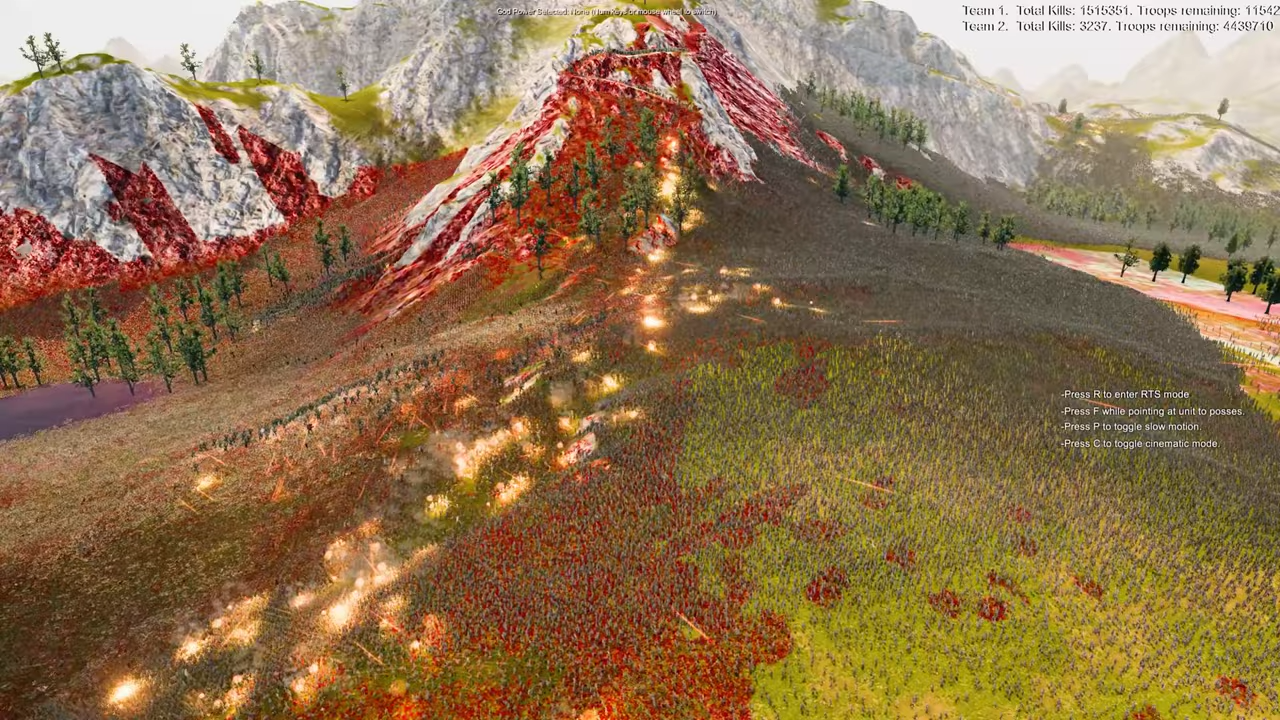 God Power Selected: None (Num keys or mouse wheel to switch)
Team 1. Total Kills: 1915531. Troops remaining: 11542
Team 2. Total Kills: 3237. Troops remaining: 4439710
-Press R to enter RTS mode
-Press F while pointing at unit to posses.
-Press P to toggle slow motion.
-Press C to toggle cinematic mode.